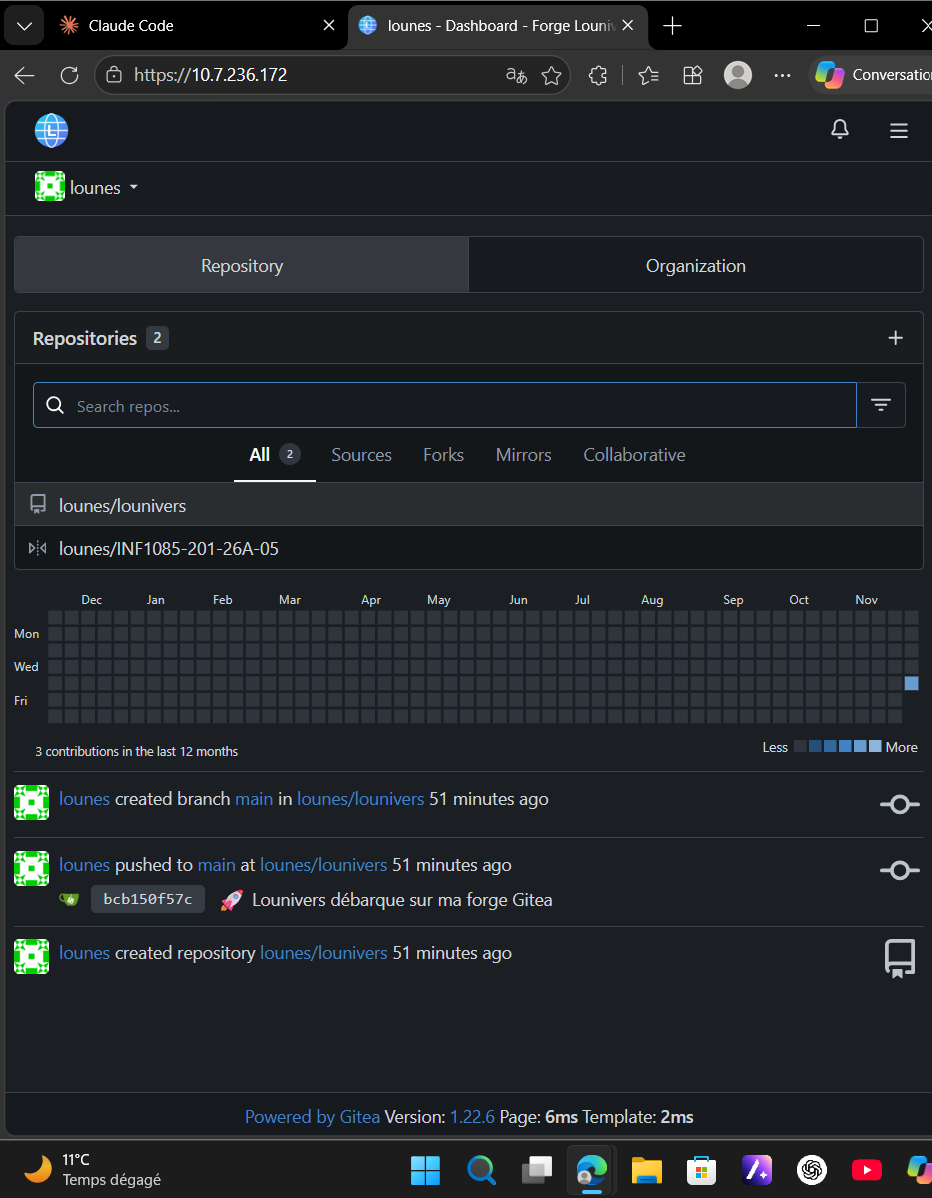 Claude Code
lounes - Dashboard - Forge Louniv
https://10.7.236.172
Conversatio
L
lounes
Repository
Organization
Repositories 2
Search repos...
All 2 Sources Forks Mirrors Collaborative
lounes/lounivers
lounes/INF1085-201-26A-05
Dec Jan Feb Mar Apr May Jun Jul Aug Sep Oct Nov
Mon
Wed
Fri
3 contributions in the last 12 months
Less More
lounes created branch main in lounes/lounivers 51 minutes ago
lounes pushed to main at lounes/lounivers 51 minutes ago
bcb150f57c 🚀 Lounivers débarque sur ma forge Gitea
lounes created repository lounes/lounivers 51 minutes ago
Powered by Gitea Version: 1.22.6 Page: 6ms Template: 2ms
11°C
Temps dégagé